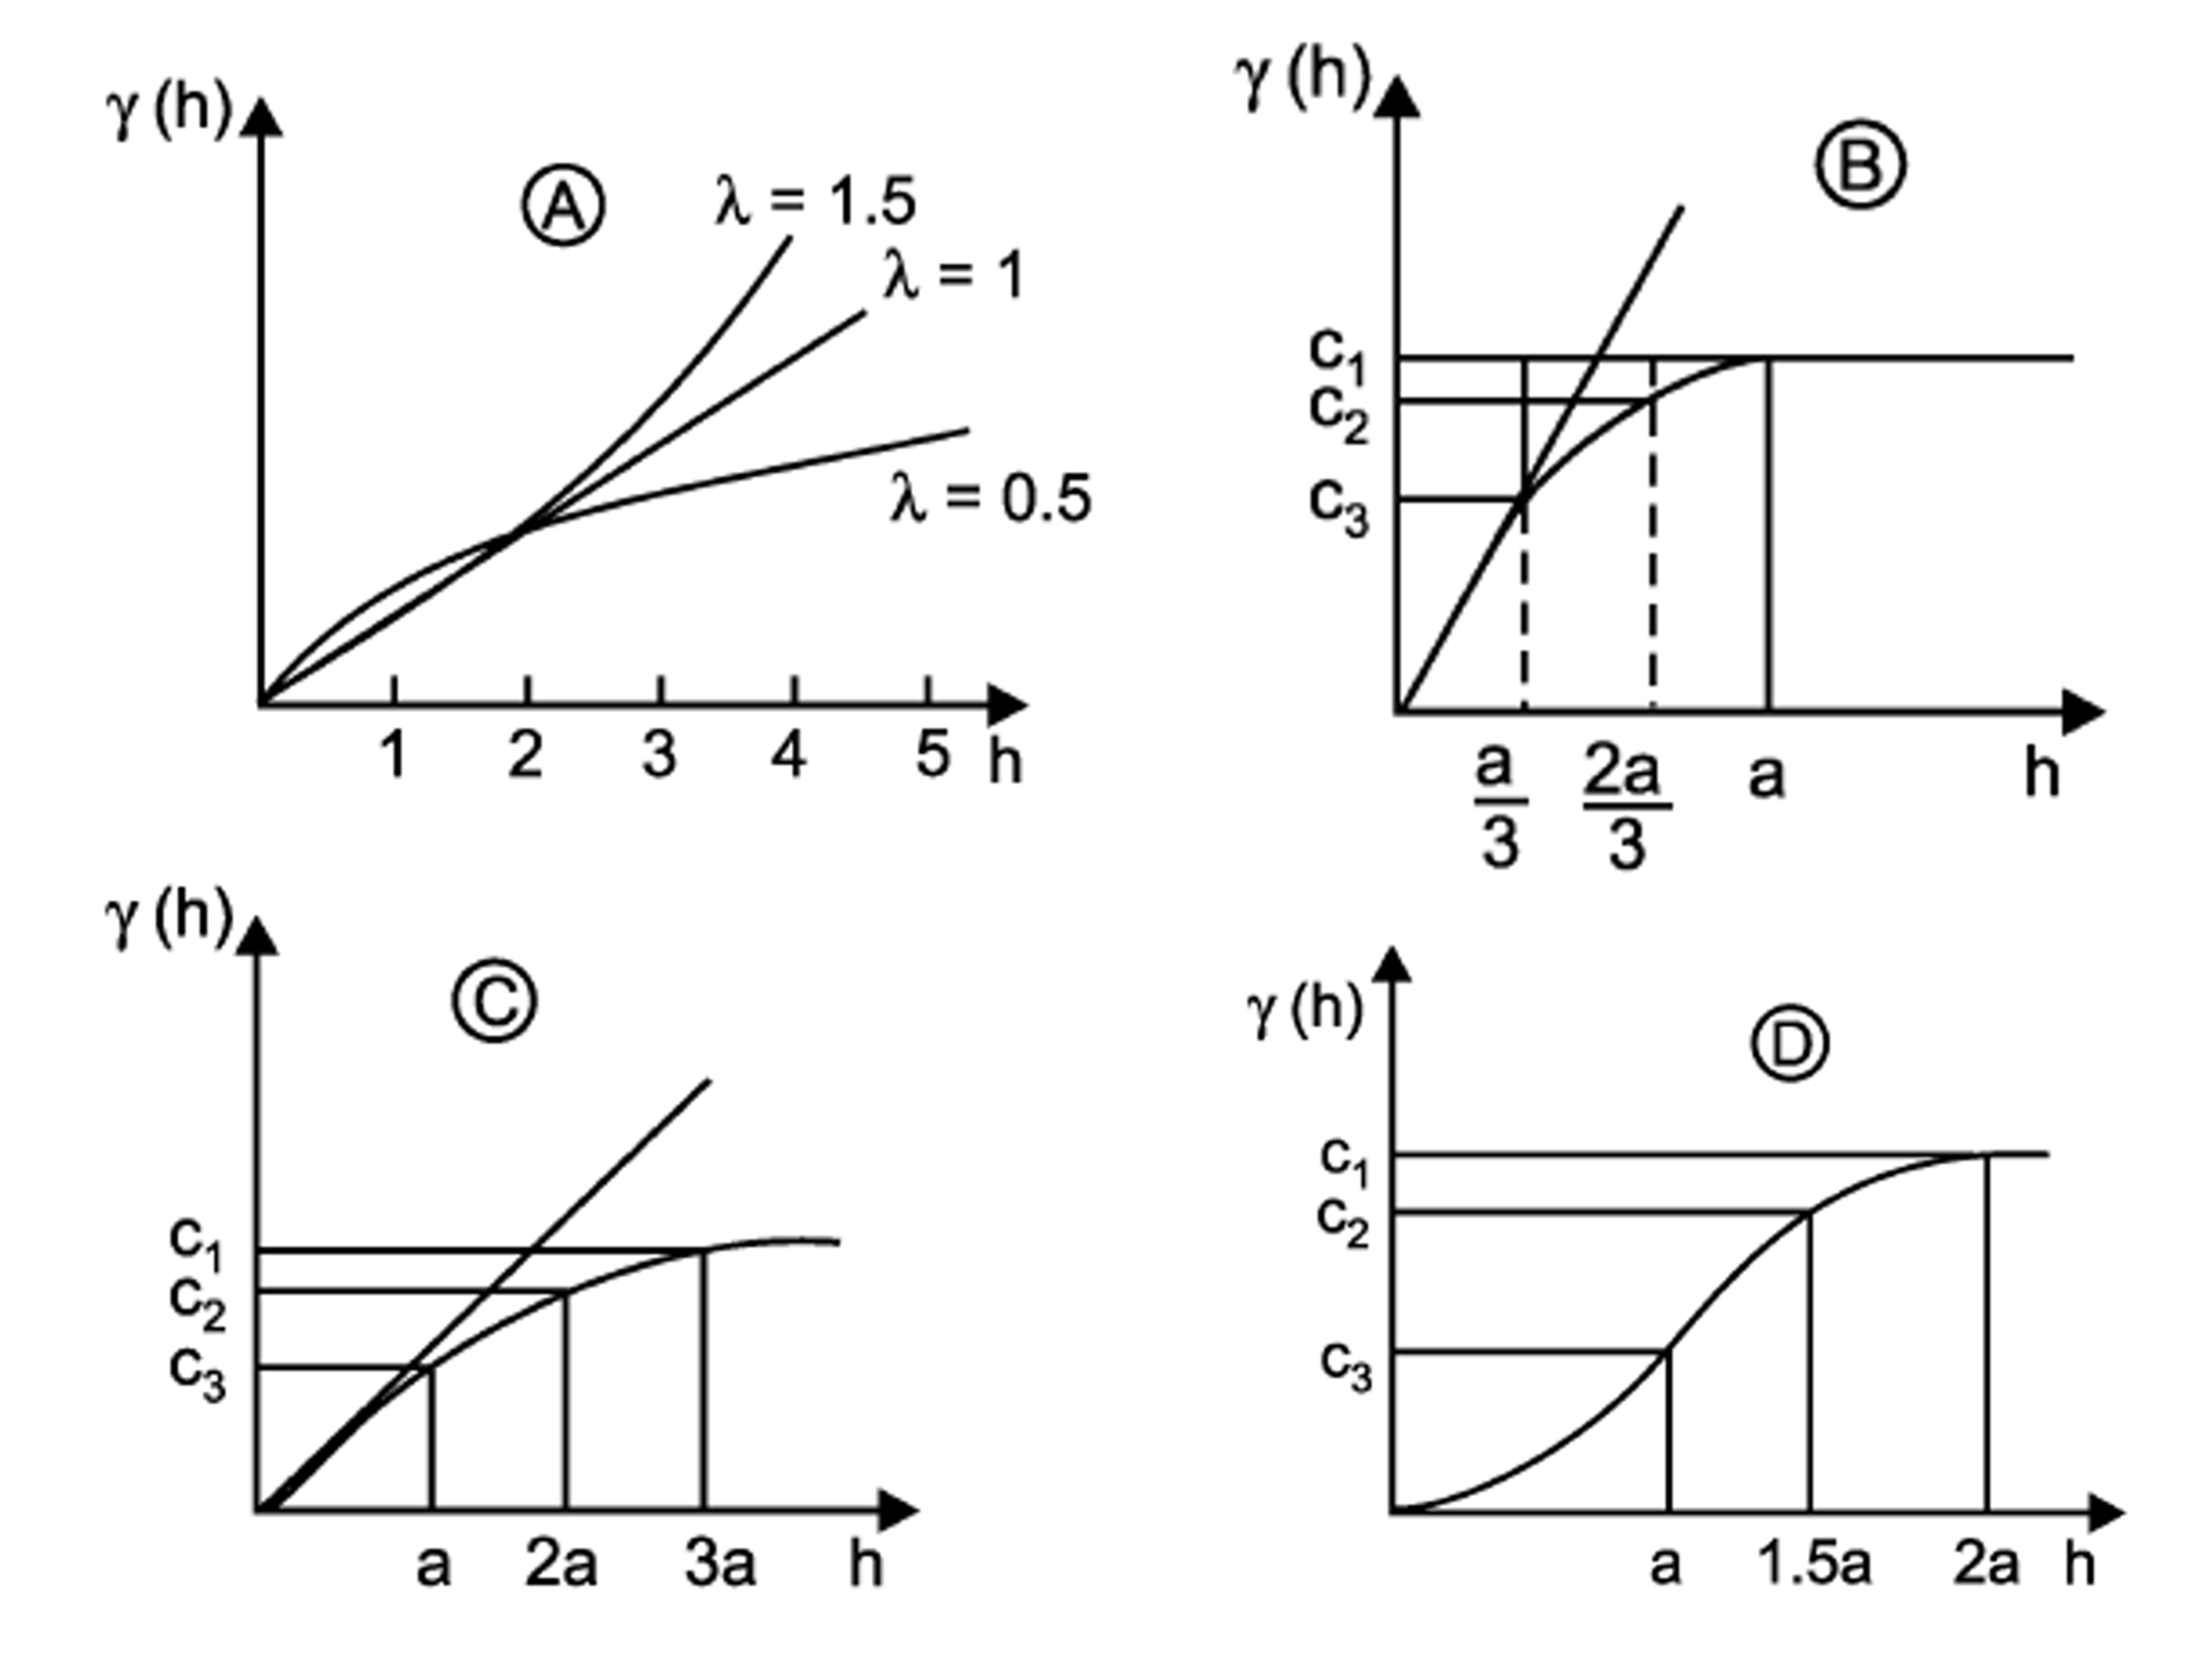 γ (h)
A
λ = 1.5
λ = 1
λ = 0.5
1 2 3 4 5 h
γ (h)
B
c₁
c₂
c₃
a/3 2a/3 a h
γ (h)
C
c₁
c₂
c₃
a 2a 3a h
γ (h)
D
c₁
c₂
c₃
a 1.5a 2a h